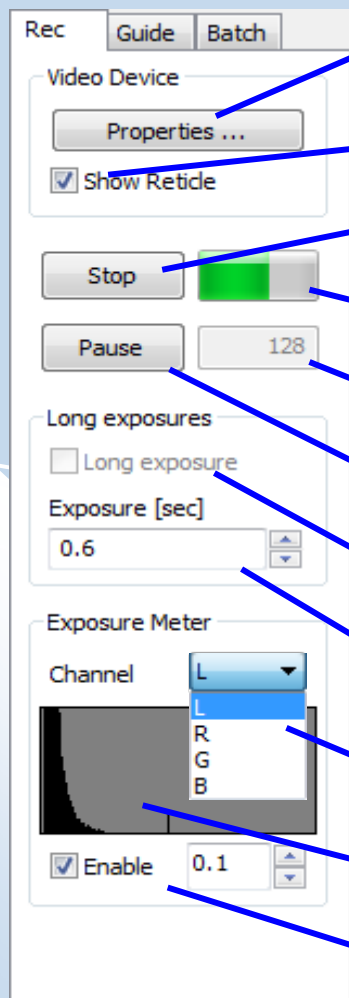 Rec Guide Batch
Video Device
Properties ...
Show Reticle
Stop
Pause 128
Long exposures
Long exposure
Exposure [sec]
0.6
Exposure Meter
Channel L
L
R
G
B
Enable 0.1